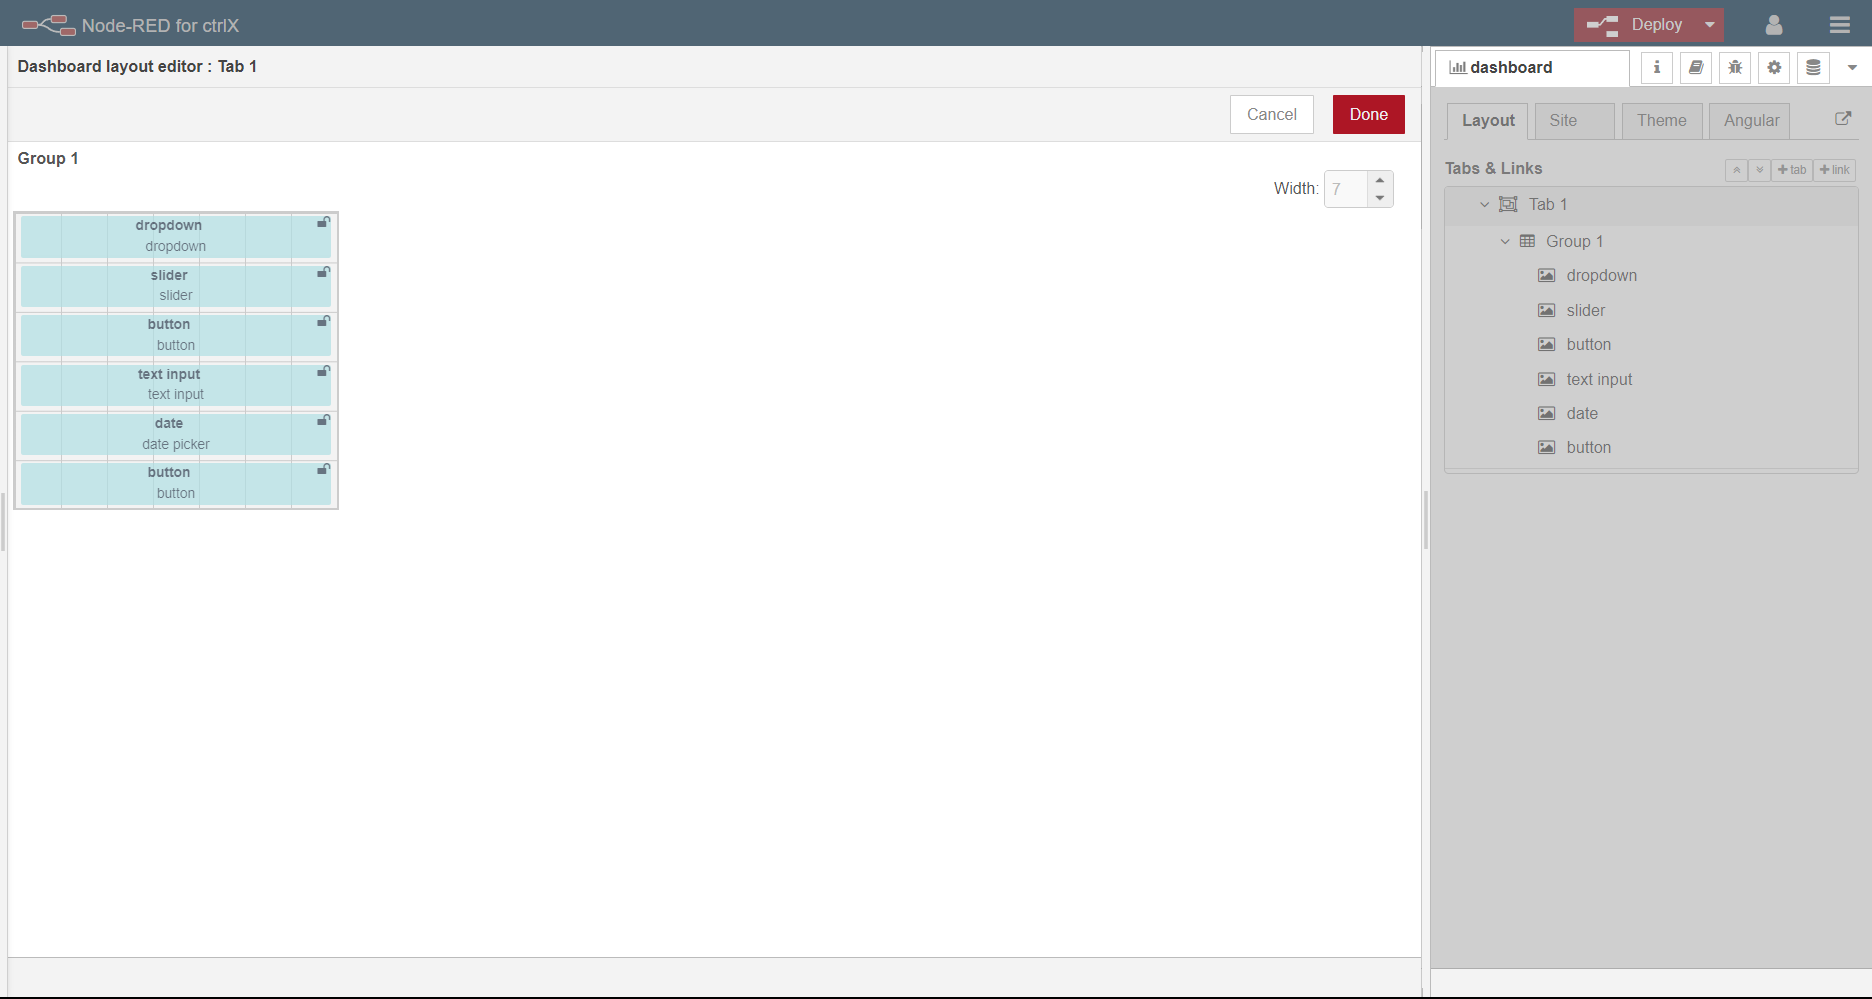 Node-RED for ctrlX
Deploy
Dashboard layout editor : Tab 1
Cancel
Done
Group 1
Width: 7
dropdown
dropdown
slider
slider
button
button
text input
text input
date
date picker
button
button
dashboard
Layout
Site
Theme
Angular
Tabs & Links
+ tab
+ link
Tab 1
Group 1
dropdown
slider
button
text input
date
button